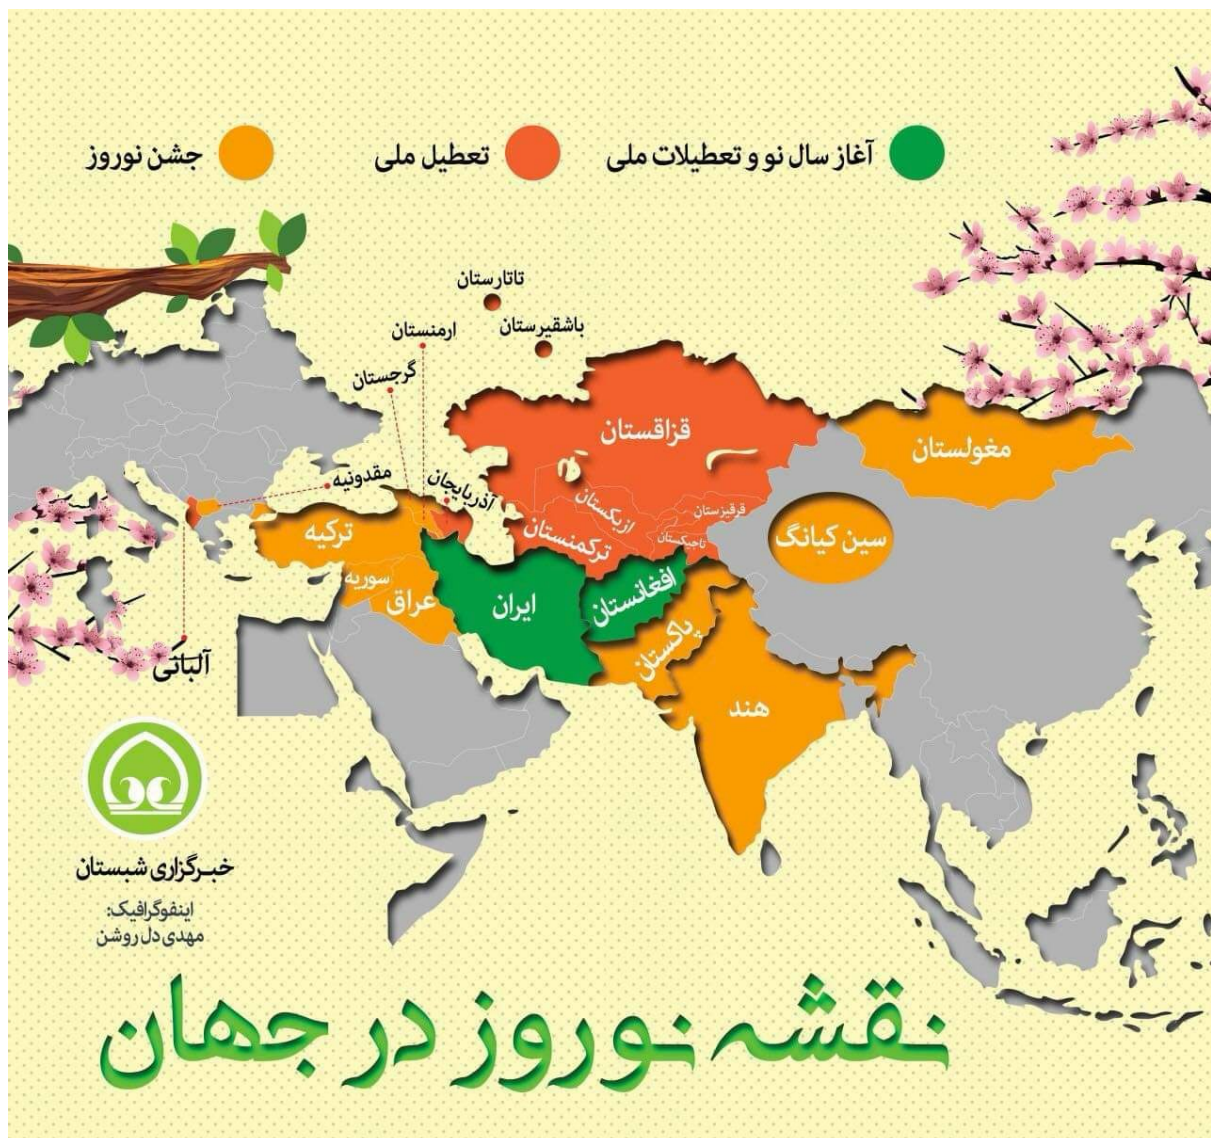 آغاز سال نو و تعطیلات ملی
تعطیل ملی
جشن نوروز
تاتارستان
باشقیرستان
ارمنستان
گرجستان
قزاقستان
مغولستان
مقدونیه
آذربایجان
ازبکستان
قرقیزستان
ترکیه
ترکمنستان
تاجیکستان
سین کیانگ
سوریه
عراق
ایران
افغانستان
پاکستان
آلبانی
هند
خبرگزاری شبستان
اینفوگرافیک:
مهدی دل روشن
نقشه نوروز در جهان